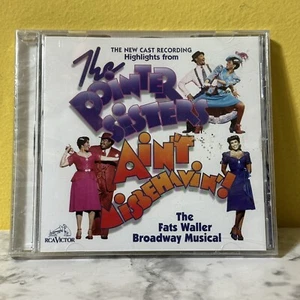 THE NEW CAST RECORDING
Highlights from
The
POINTER
SISTERS
AIN'T
MISBEHAVIN'!
The
Fats Waller
Broadway Musical
RCA VICTOR